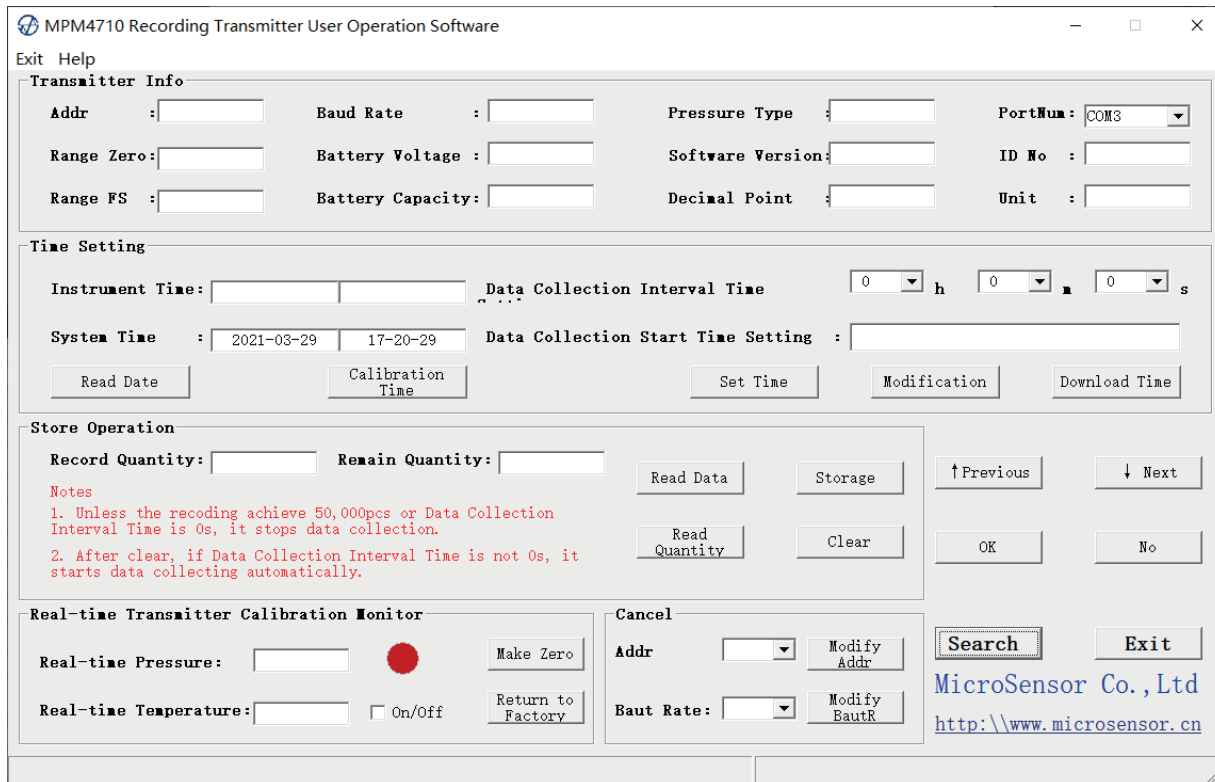 MPM4710 Recording Transmitter User Operation Software
Exit Help
Transmitter Info
Addr : Baud Rate : Pressure Type : PortNum: COM3
Range Zero: Battery Voltage : Software Version: ID No :
Range FS : Battery Capacity: Decimal Point : Unit :
Time Setting
Instrument Time: Data Collection Interval Time 0 h 0 m 0 s
System Time : 2021-03-29 17-20-29 Data Collection Start Time Setting :
Read Date Calibration Time Set Time Modification Download Time
Store Operation
Record Quantity: Remain Quantity:
Notes
1. Unless the recoding achieve 50,000pcs or Data Collection
Interval Time is 0s, it stops data collection.
2. After clear, if Data Collection Interval Time is not 0s, it
starts data collecting automatically.
Read Data Storage
Read
Quantity
Clear
↑Previous ↓ Next
OK No
Real-time Transmitter Calibration Monitor
Real-time Pressure: Make Zero
Real-time Temperature: On/Off Return to
Factory
Cancel
Addr Modify
Addr
Baut Rate: Modify
BautR
Search Exit
MicroSensor Co.,Ltd
http:\\www.microsensor.cn